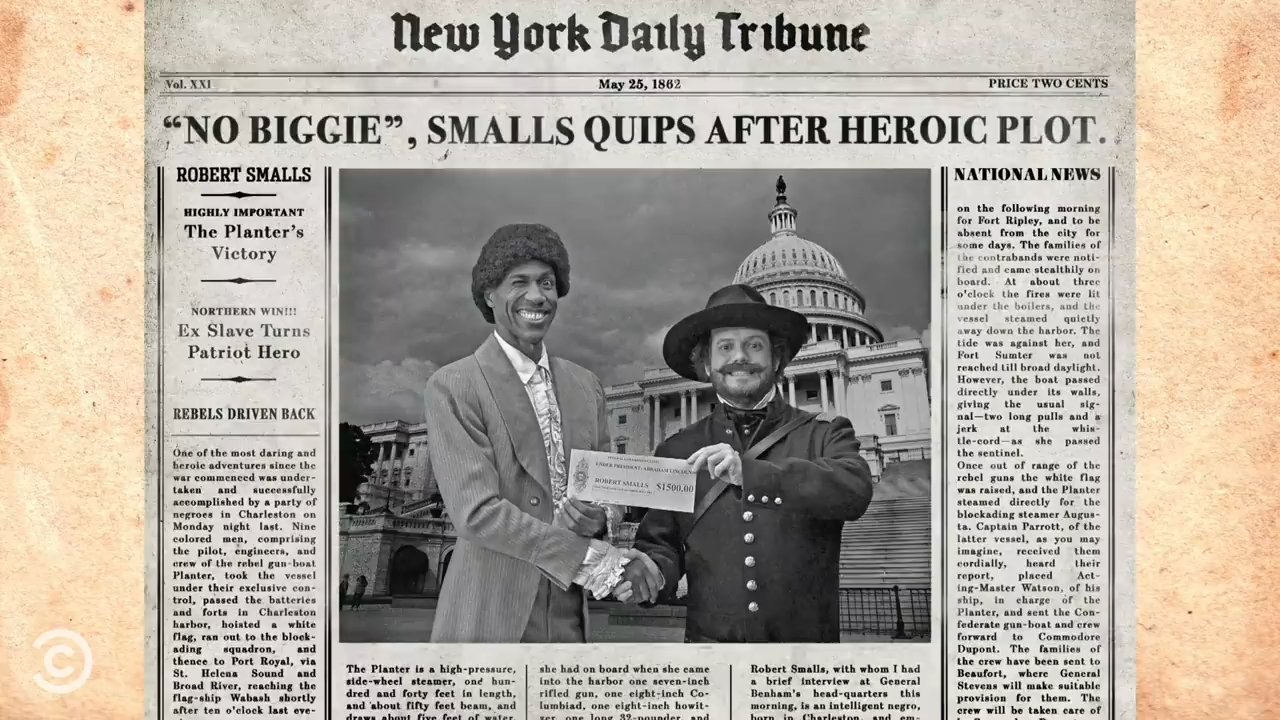 New York Daily Tribune
Vol. XXI
May 25, 1862
PRICE TWO CENTS
“NO BIGGIE”, SMALLS QUIPS AFTER HEROIC PLOT.
ROBERT SMALLS
HIGHLY IMPORTANT
The Planter’s
Victory
NORTHERN WIN!!!
Ex Slave Turns
Patriot Hero
REBELS DRIVEN BACK
One of the most daring and
heroic adventures since the
war commenced was under-
taken and successfully
accomplished by a party of
negroes in Charleston on
Monday night last. Nine
colored men, comprising
the pilot, engineers, and
crew of the rebel gun-boat
Planter, took the vessel
under their exclusive con-
trol, passed the batteries
and forts in Charleston
harbor, hoisted a white
flag, ran out to the block-
ading squadron, and
thence to Port Royal, via
St. Helena Sound and
Broad River, reaching the
flag-ship Wabash shortly
after ten o’clock last eve-
UNDER PRESIDENT: ABRAHAM LINCOLN
ROBERT SMALLS $1500.00
The Planter is a high-pressure,
side-wheel steamer, one hun-
dred and forty feet in length,
and about fifty feet beam, and
draws about five feet of water.
she had on board when she came
into the harbor one seven-inch
rifled gun, one eight-inch Co-
lumbiad, one eight-inch howit-
zer, one long 32-pounder, and
Robert Smalls, with whom I had
a brief interview at General
Benham’s head-quarters this
morning, is an intelligent negro,
born in Charleston, and em-
NATIONAL NEWS
on the following morning
for Fort Ripley, and to be
absent from the city for
some days. The families of
the contrabands were noti-
fied and came stealthily on
board. At about three
o’clock the fires were lit
under the boilers, and the
vessel steamed quietly
away down the harbor. The
tide was against her, and
Fort Sumter was not
reached till broad daylight.
However, the boat passed
directly under its walls,
giving the usual sig-
nal—two long pulls and a
jerk at the whis-
tle-cord—as she passed
the sentinel.
Once out of range of the
rebel guns the white flag
was raised, and the Planter
steamed directly for the
blockading steamer Augus-
ta. Captain Parrott, of the
latter vessel, as you may
imagine, received them
cordially, heard their
report, placed Act-
ing-Master Watson, of his
ship, in charge of the
Planter, and sent the Con-
federate gun-boat and crew
forward to Commodore
Dupont. The families of
the crew have been sent to
Beaufort, where General
Stevens will make suitable
provision for them. The
crew will be taken care of